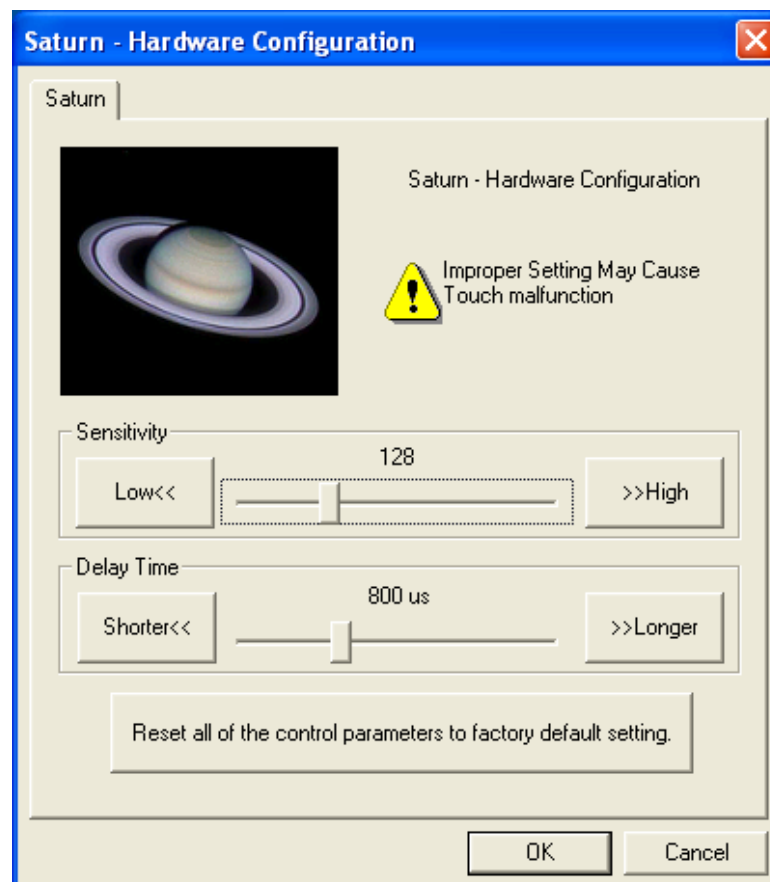 Saturn - Hardware Configuration
Saturn
Saturn - Hardware Configuration
Improper Setting May Cause
Touch malfunction
Sensitivity
128
Low<<
>>High
Delay Time
800 us
Shorter<<
>>Longer
Reset all of the control parameters to factory default setting.
OK
Cancel